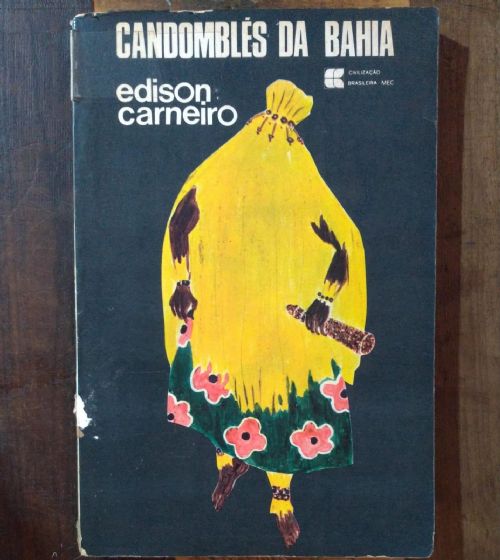 CANDOMBLÉS DA BAHIA
edison
carneiro
CIVILIZAÇÃO
BRASILEIRA - MEC